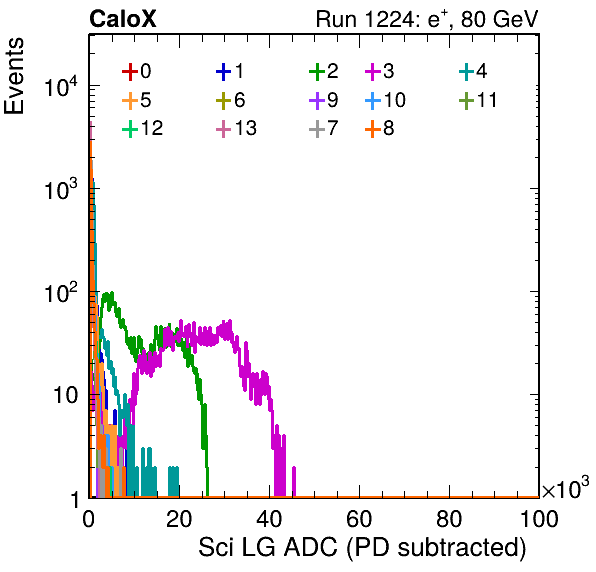 CaloX Run 1224: e⁺, 80 GeV
Events
0 1 2 3 4
5 6 9 10 11
12 13 7 8
10⁴
10³
10²
10
1
0 20 40 60 80 100
×10³
Sci LG ADC (PD subtracted)